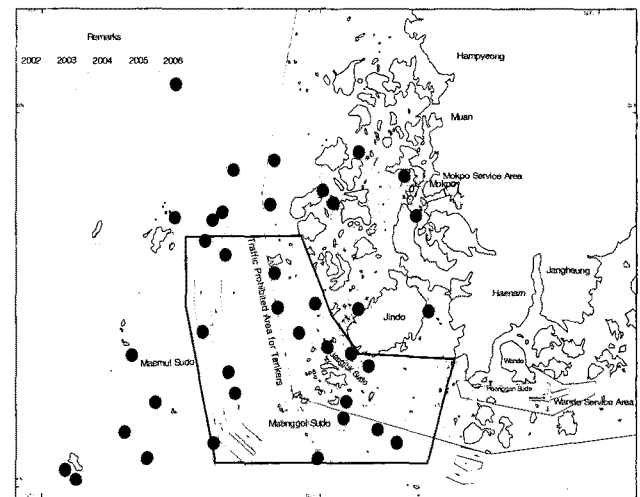 Remarks
2002 2003 2004 2005 2006
Hampyeong
Muan
Mokpo Service Area
Mokpo
Jangheung
Haenam
Jindo
Traffic Prohibited Area for Tankers
Wando
Maemul Sudo
Wando Service Area
Maenggol Sudo